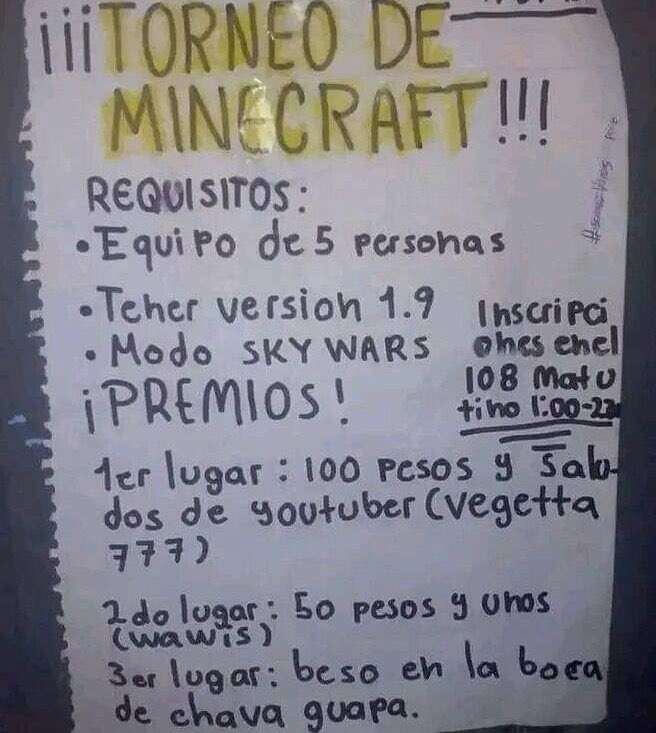 ¡¡¡TORNEO DE
MINECRAFT!!!
REQUISITOS:
• Equipo de 5 personas
• Tener version 1.9
• Modo SKY WARS
Inscripci
ones en el
108 Matu
tino 1:00-2
¡PREMIOS!
1er lugar: 100 pesos y Salu-
dos de youtuber (vegetta
777)
2do lugar: 50 pesos y unos
(wawis)
3er lugar: beso en la boca
de chava guapa.